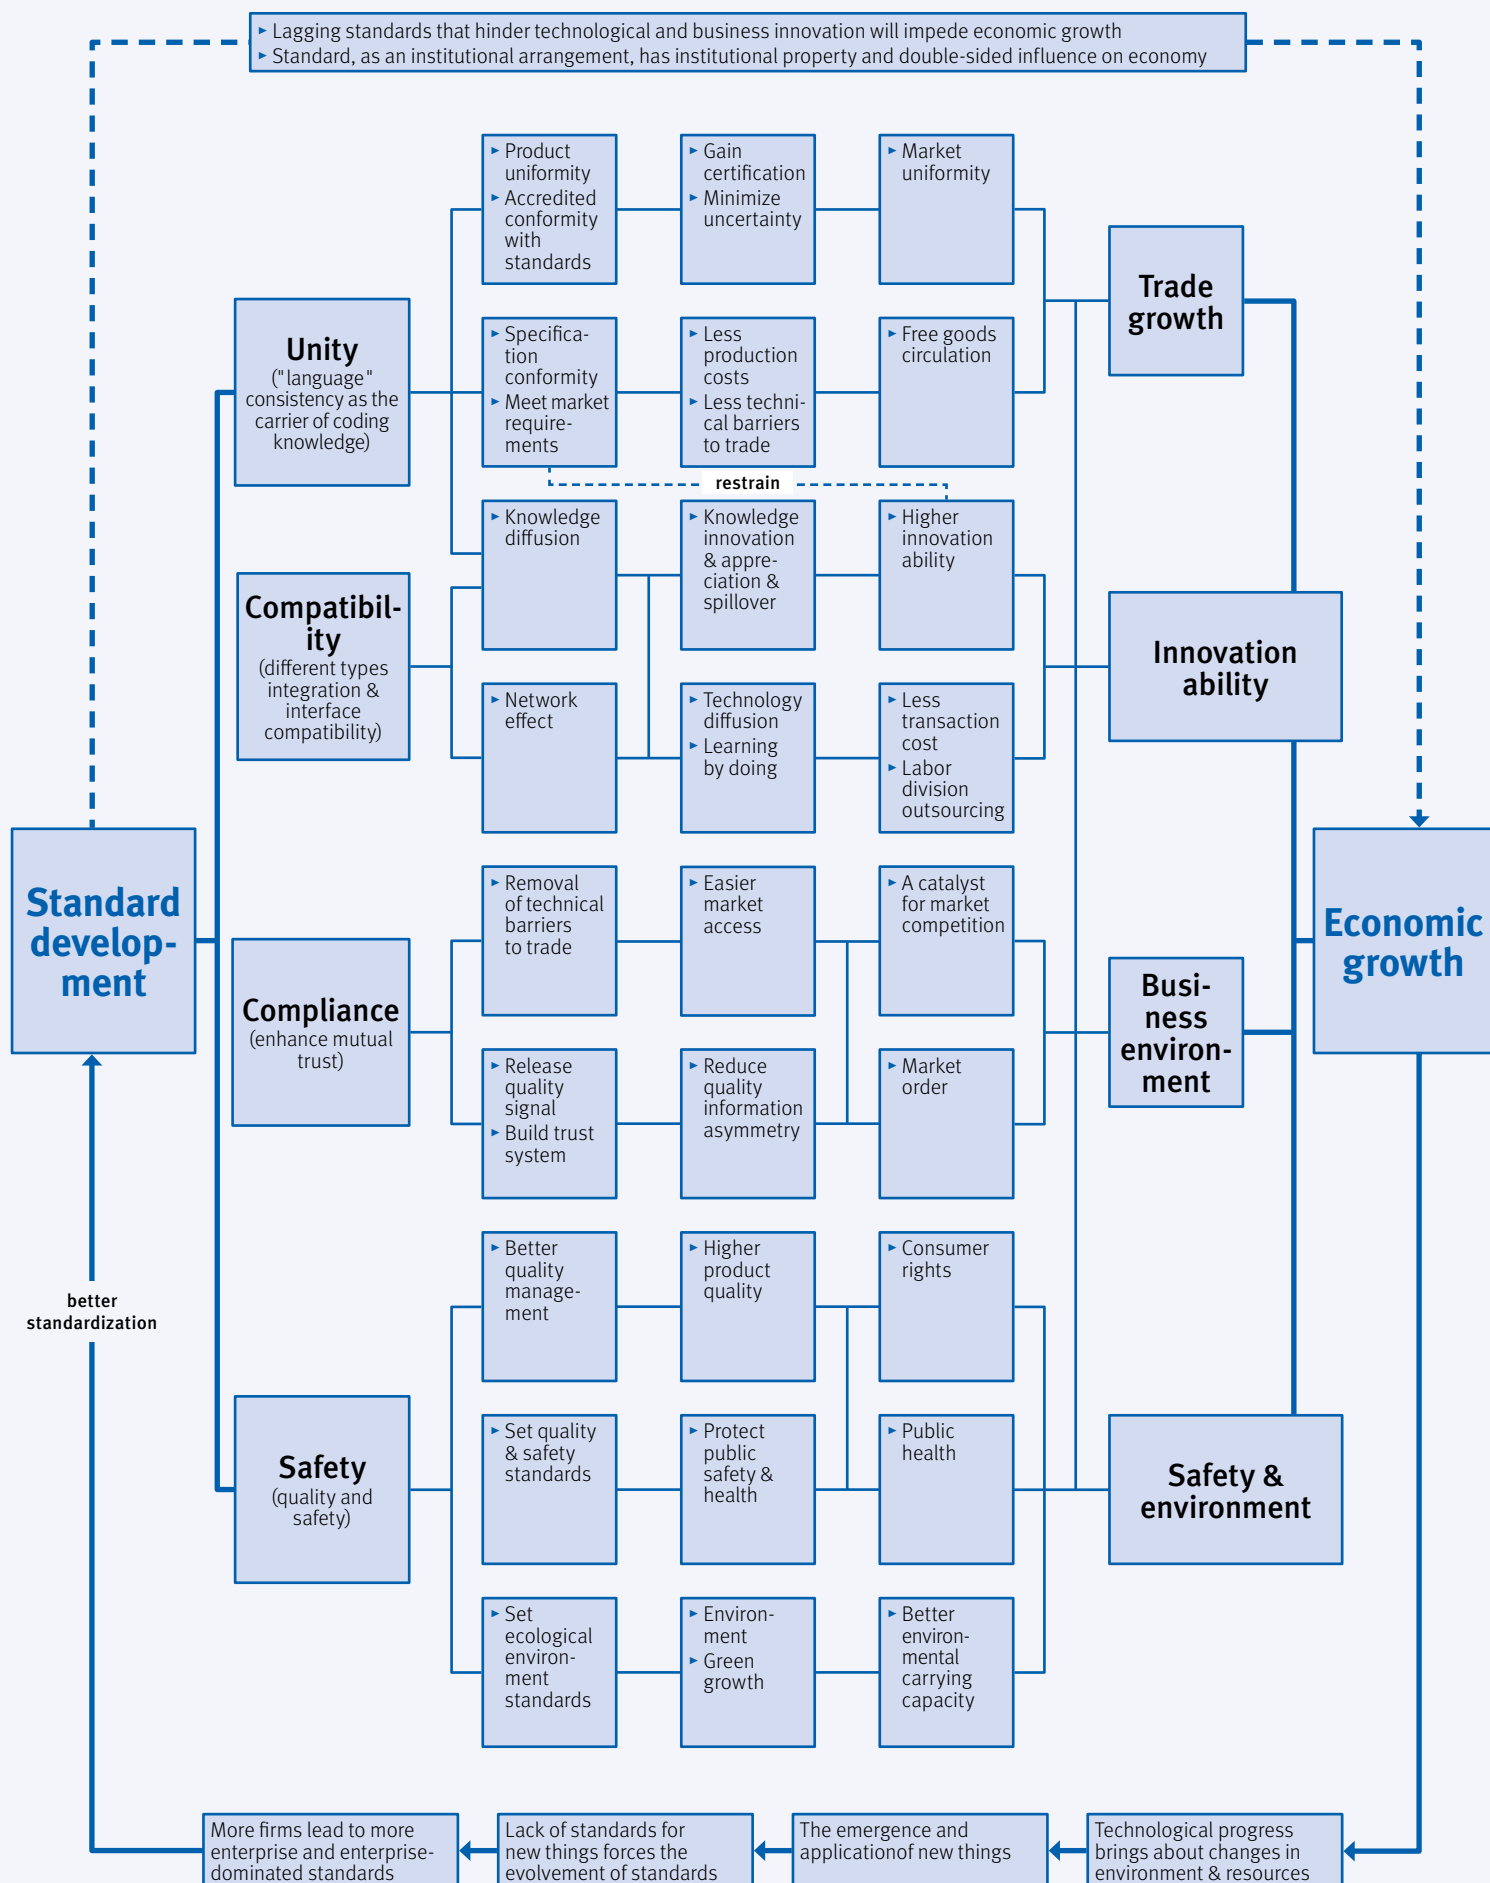 ▸ Lagging standards that hinder technological and business innovation will impede economic growth
▸ Standard, as an institutional arrangement, has institutional property and double-sided influence on economy
▸ Product
uniformity
▸ Accredited
conformity
with
standards
▸ Gain
certification
▸ Minimize
uncertainty
▸ Market
uniformity
Trade
growth
Unity
("language"
consistency as the
carrier of coding
knowledge)
▸ Specifica-
tion
conformity
▸ Meet market
require-
ments
▸ Less
production
costs
▸ Less techni-
cal barriers
to trade
▸ Free goods
circulation
restrain
▸ Knowledge
diffusion
▸ Knowledge
innovation
& appre-
ciation &
spillover
▸ Higher
innovation
ability
Compatibil-
ity
(different types
integration &
interface
compatibility)
Innovation
ability
▸ Network
effect
▸ Technology
diffusion
▸ Learning
by doing
▸ Less
transaction
cost
▸ Labor
division
outsourcing
Standard
develop-
ment
▸ Removal
of technical
barriers
to trade
▸ Easier
market
access
▸ A catalyst
for market
competition
Economic
growth
Compliance
(enhance mutual
trust)
Busi-
ness
environ-
ment
▸ Release
quality
signal
▸ Build trust
system
▸ Reduce
quality
information
asymmetry
▸ Market
order
better
standardization
▸ Better
quality
manage-
ment
▸ Higher
product
quality
▸ Consumer
rights
Safety
(quality and
safety)
▸ Set quality
& safety
standards
▸ Protect
public
safety &
health
▸ Public
health
Safety &
environment
▸ Set
ecological
environ-
ment
standards
▸ Environ-
ment
▸ Green
growth
▸ Better
environ-
mental
carrying
capacity
More firms lead to more
enterprise and enterprise-
dominated standards
Lack of standards for
new things forces the
evolvement of standards
The emergence and
applicationof new things
Technological progress
brings about changes in
environment & resources